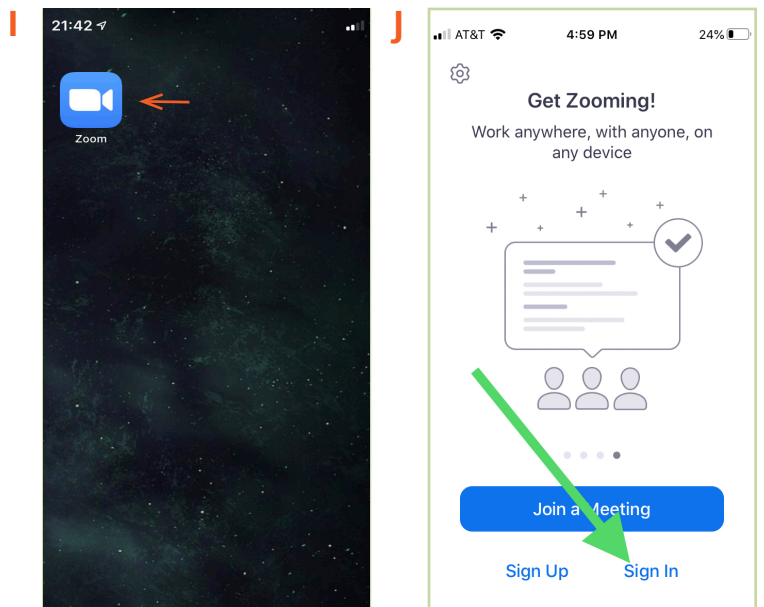 I
21:42
Zoom
J
AT&T 4:59 PM 24%
Get Zooming!
Work anywhere, with anyone, on
any device
Join a Meeting
Sign Up Sign In